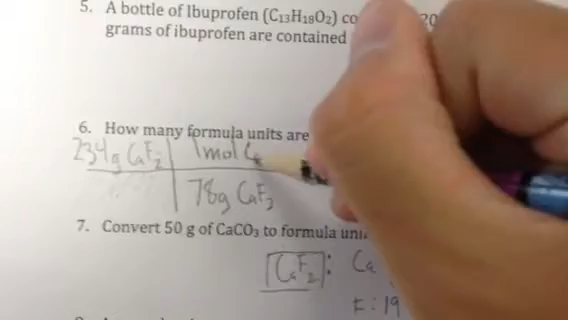 5. A bottle of Ibuprofen (C₁₃H₁₈O₂) co 20
grams of ibuprofen are contained
6. How many formula units are
234g CaF₂ 1mol
78g CaF₂
7. Convert 50 g of CaCO₃ to formula uni
CaF₂: Ca
F: 19